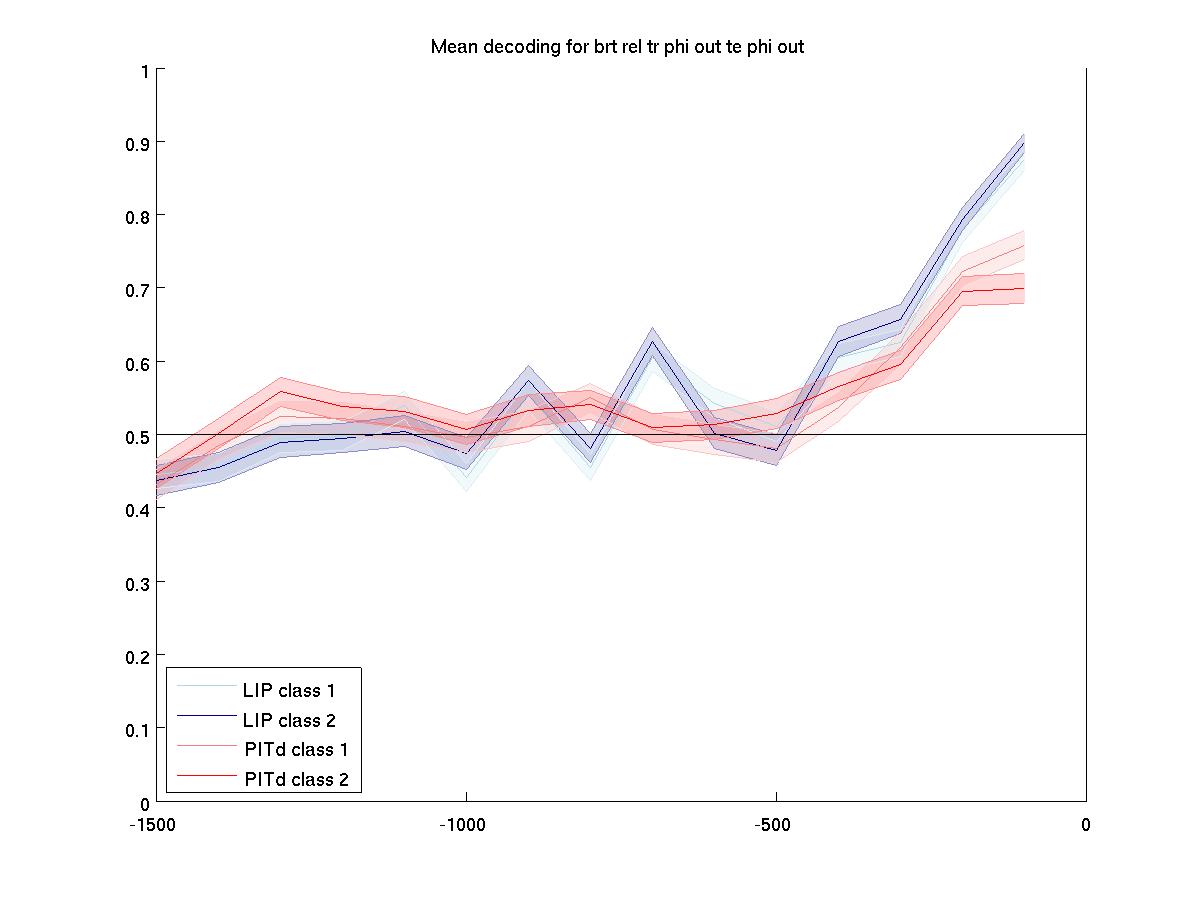 Mean decoding for brt rel tr phi out te phi out
1
0.9
0.8
0.7
0.6
0.5
0.4
0.3
0.2
0.1
0
LIP class 1
LIP class 2
PITd class 1
PITd class 2
-1500 -1000 -500 0